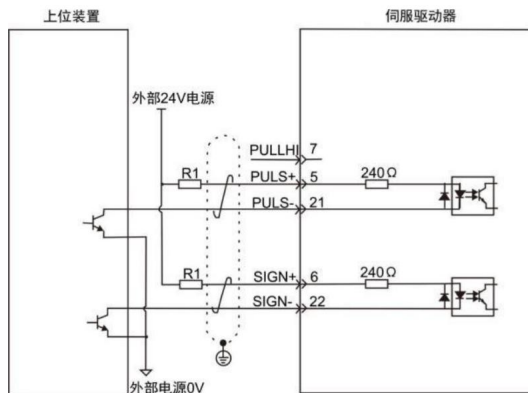 上位装置
伺服驱动器
外部24V电源
PULLHI 7
R1 PULS+ 5 240Ω
PULS- 21
R1 SIGN+ 6 240Ω
SIGN- 22
外部电源0V